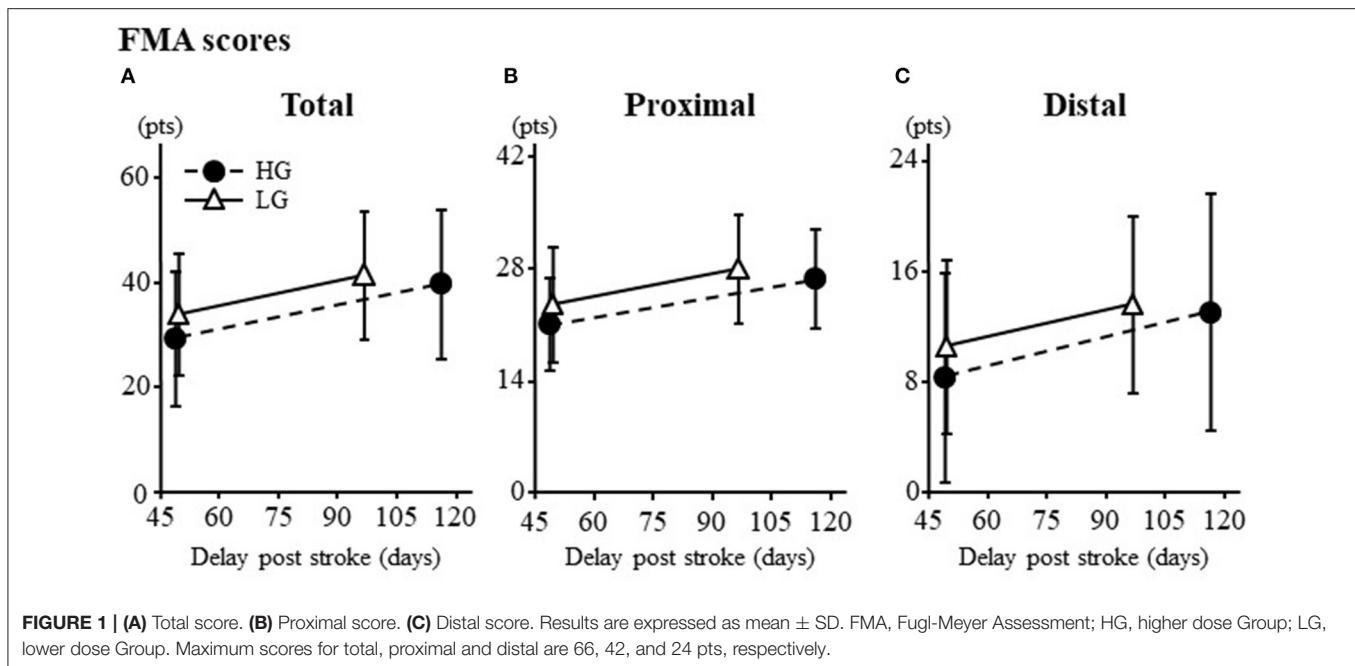 FMA scores
A
Total
(pts)
HG
LG
60
40
20
0
45 60 75 90 105 120
Delay post stroke (days)
B
Proximal
(pts)
42
28
14
0
45 60 75 90 105 120
Delay post stroke (days)
C
Distal
(pts)
24
16
8
0
45 60 75 90 105 120
Delay post stroke (days)
FIGURE 1 | (A) Total score. (B) Proximal score. (C) Distal score. Results are expressed as mean ± SD. FMA, Fugl-Meyer Assessment; HG, higher dose Group; LG,
lower dose Group. Maximum scores for total, proximal and distal are 66, 42, and 24 pts, respectively.